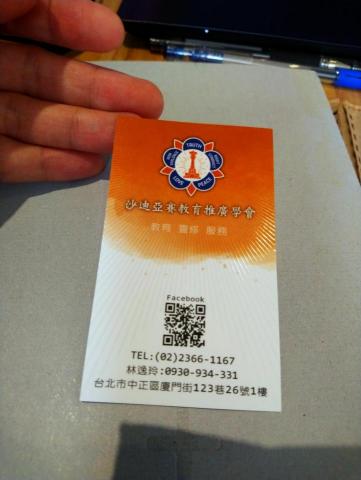 TRUTH
LOVE
PEACE
沙迪亞賽教育推廣學會
教育 靈修 服務
Facebook
TEL:(02)2366-1167
林逸玲:0930-934-331
台北市中正區廈門街123巷26號1樓